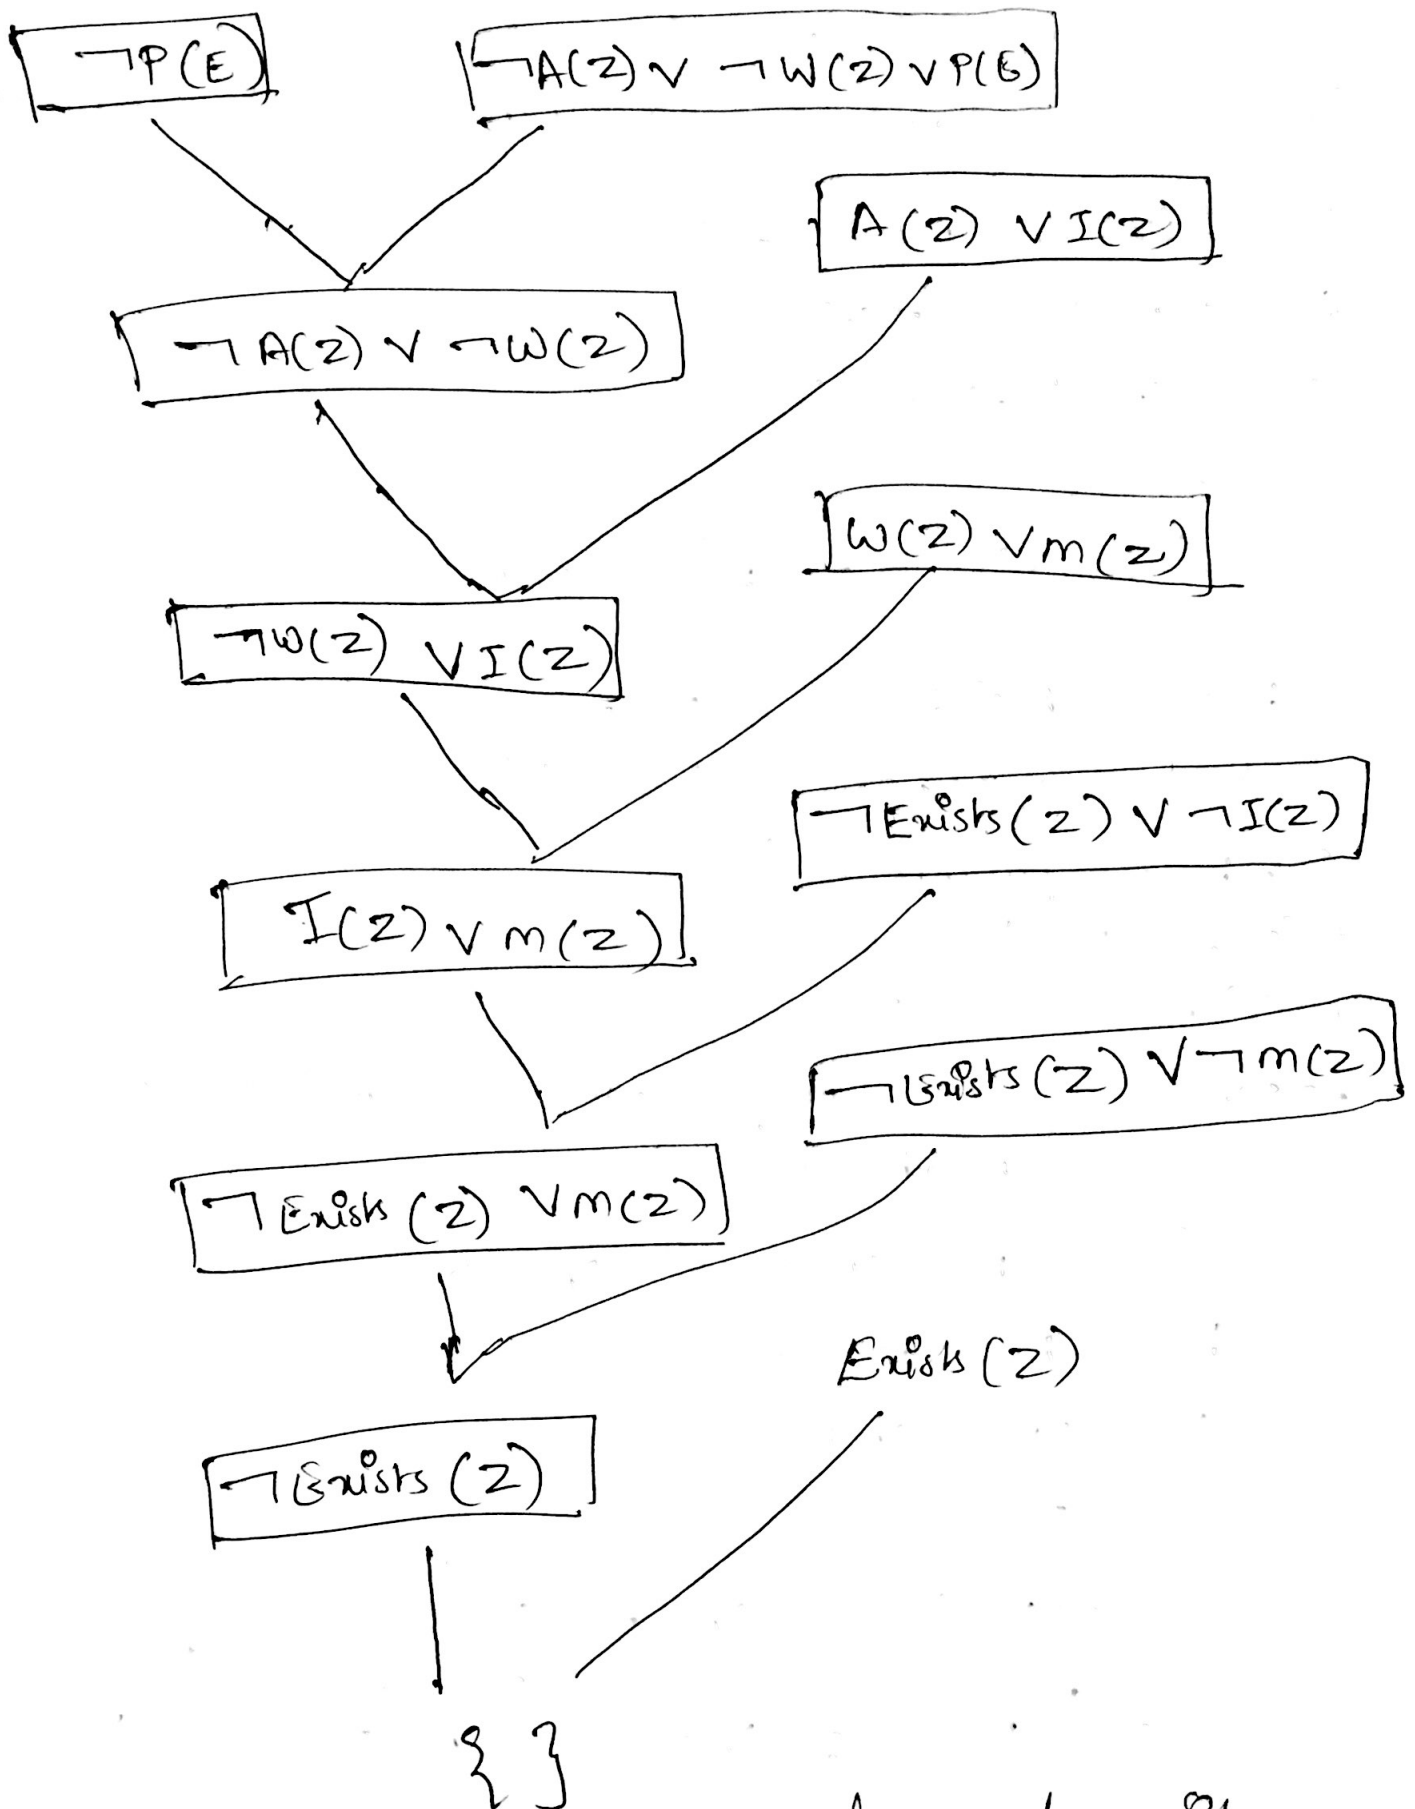 ¬P(E)
¬A(Z) ∨ ¬W(Z) ∨ P(E)
A(Z) ∨ I(Z)
¬A(Z) ∨ ¬W(Z)
W(Z) ∨ m(Z)
¬W(Z) ∨ I(Z)
¬Exists(Z) ∨ ¬I(Z)
I(Z) ∨ m(Z)
¬Exists(Z) ∨ ¬m(Z)
¬Exists(Z) ∨ m(Z)
Exists(Z)
¬Exists(Z)
{ }